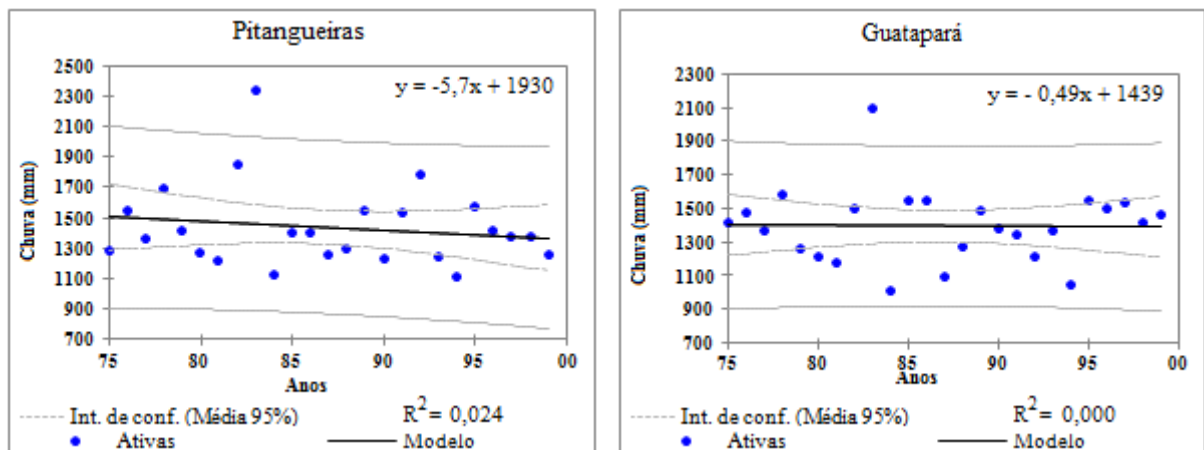 Pitangueiras
y = -5,7x + 1930
2500
2300
2100
1900
1700
1500
1300
1100
900
700
Chuva (mm)
75 80 85 90 95 00
Anos
Int. de conf. (Média 95%) R² = 0,024
Ativas Modelo
Guatapará
y = - 0,49x + 1439
2300
2100
1900
1700
1500
1300
1100
900
700
Chuva (mm)
75 80 85 90 95 00
Anos
Int. de conf. (Média 95%) R² = 0,000
Ativas Modelo